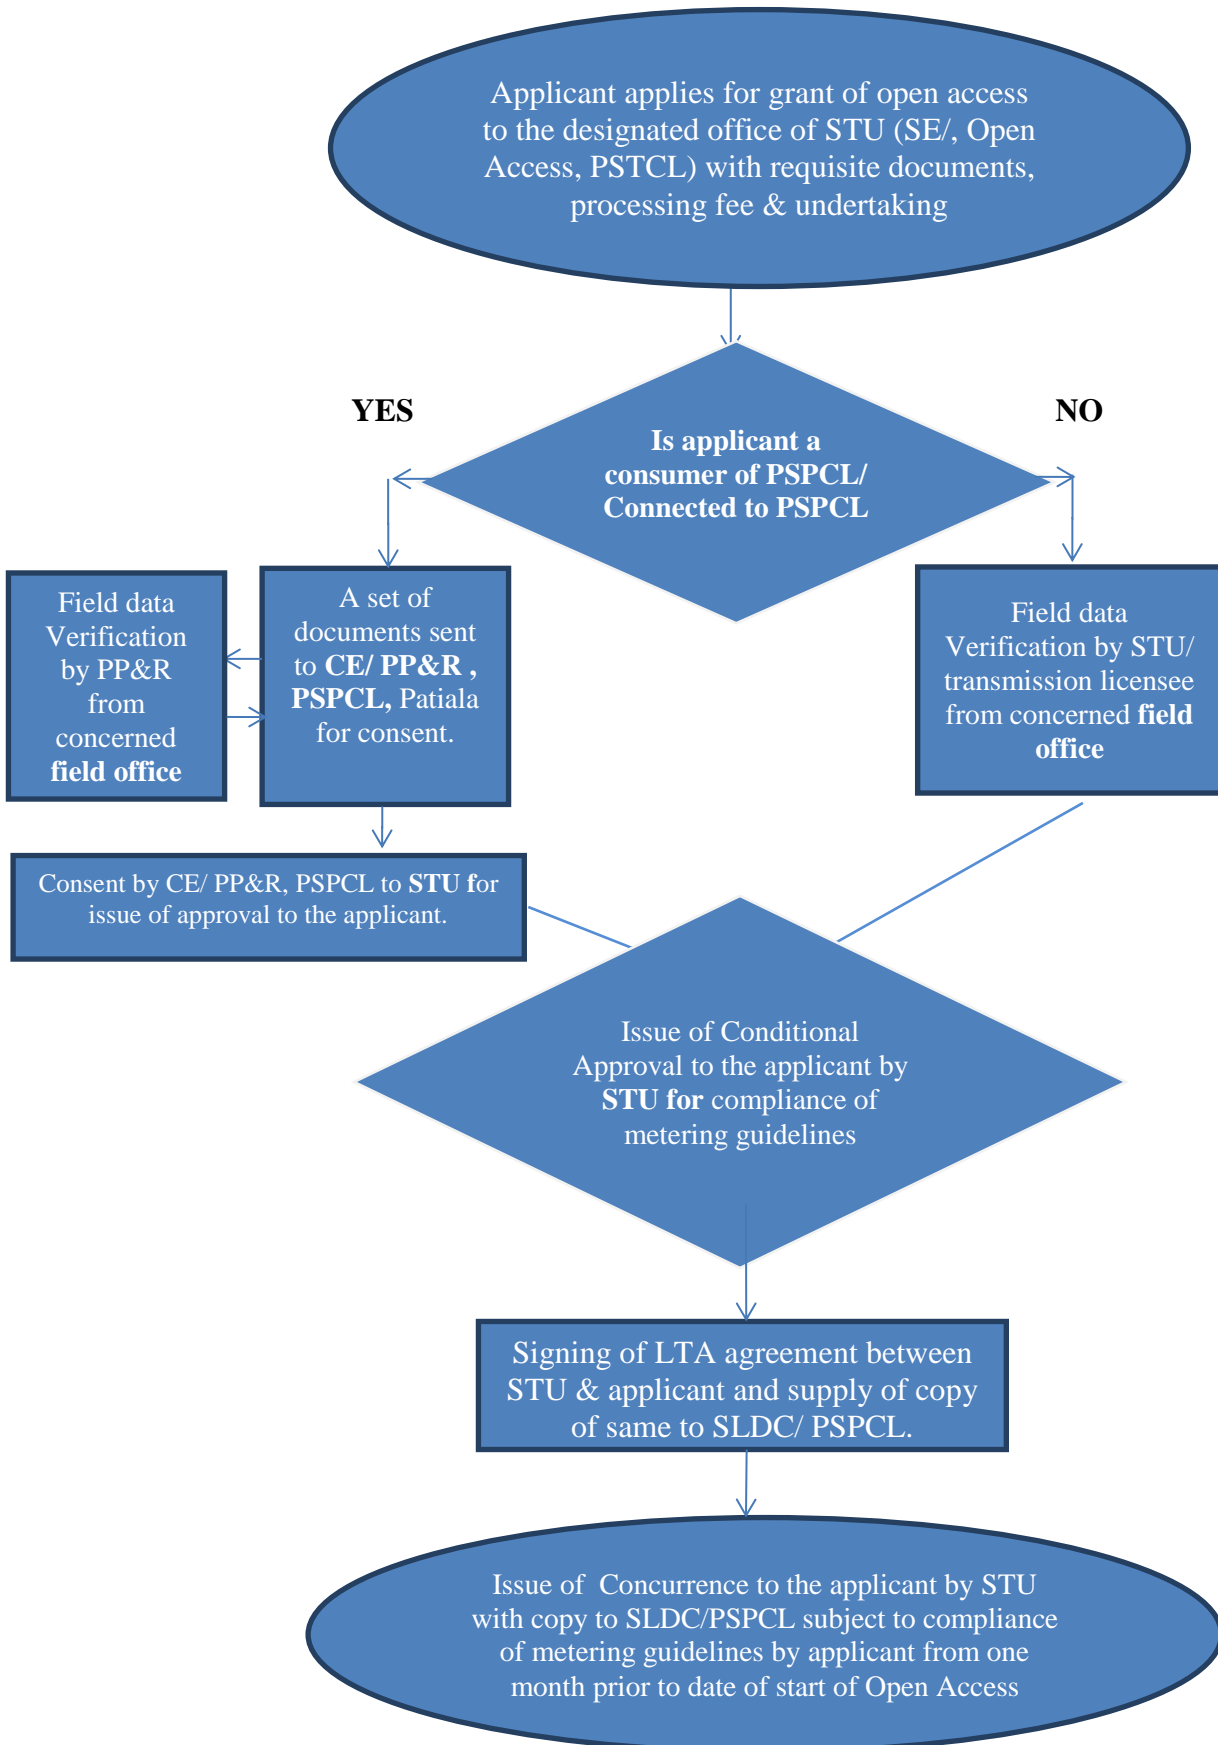 Applicant applies for grant of open access
to the designated office of STU (SE/, Open
Access, PSTCL) with requisite documents,
processing fee & undertaking
YES
NO
Is applicant a
consumer of PSPCL/
Connected to PSPCL
Field data
Verification
by PP&R
from
concerned
field office
A set of
documents sent
to CE/ PP&R ,
PSPCL, Patiala
for consent.
Field data
Verification by STU/
transmission licensee
from concerned field
office
Consent by CE/ PP&R, PSPCL to STU for
issue of approval to the applicant.
Issue of Conditional
Approval to the applicant by
STU for compliance of
metering guidelines
Signing of LTA agreement between
STU & applicant and supply of copy
of same to SLDC/ PSPCL.
Issue of  Concurrence to the applicant by STU
with copy to SLDC/PSPCL subject to compliance
of metering guidelines by applicant from one
month prior to date of start of Open Access